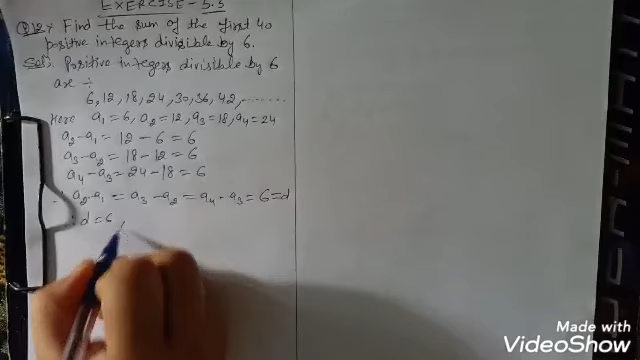 EXERCISE - 5.3
Q12 Find the sum of the first 40
positive integers divisible by 6.
Sol: Positive integers divisible by 6
are ÷
6, 12, 18, 24, 30, 36, 42, ........
Here a₁ = 6, a₂ = 12, a₃ = 18, a₄ = 24
a₂ - a₁ = 12 - 6 = 6
a₃ - a₂ = 18 - 12 = 6
a₄ - a₃ = 24 - 18 = 6
a₂ - a₁ = a₃ - a₂ = a₄ - a₃ = 6 = d
d = 6,
Made with
VideoShow